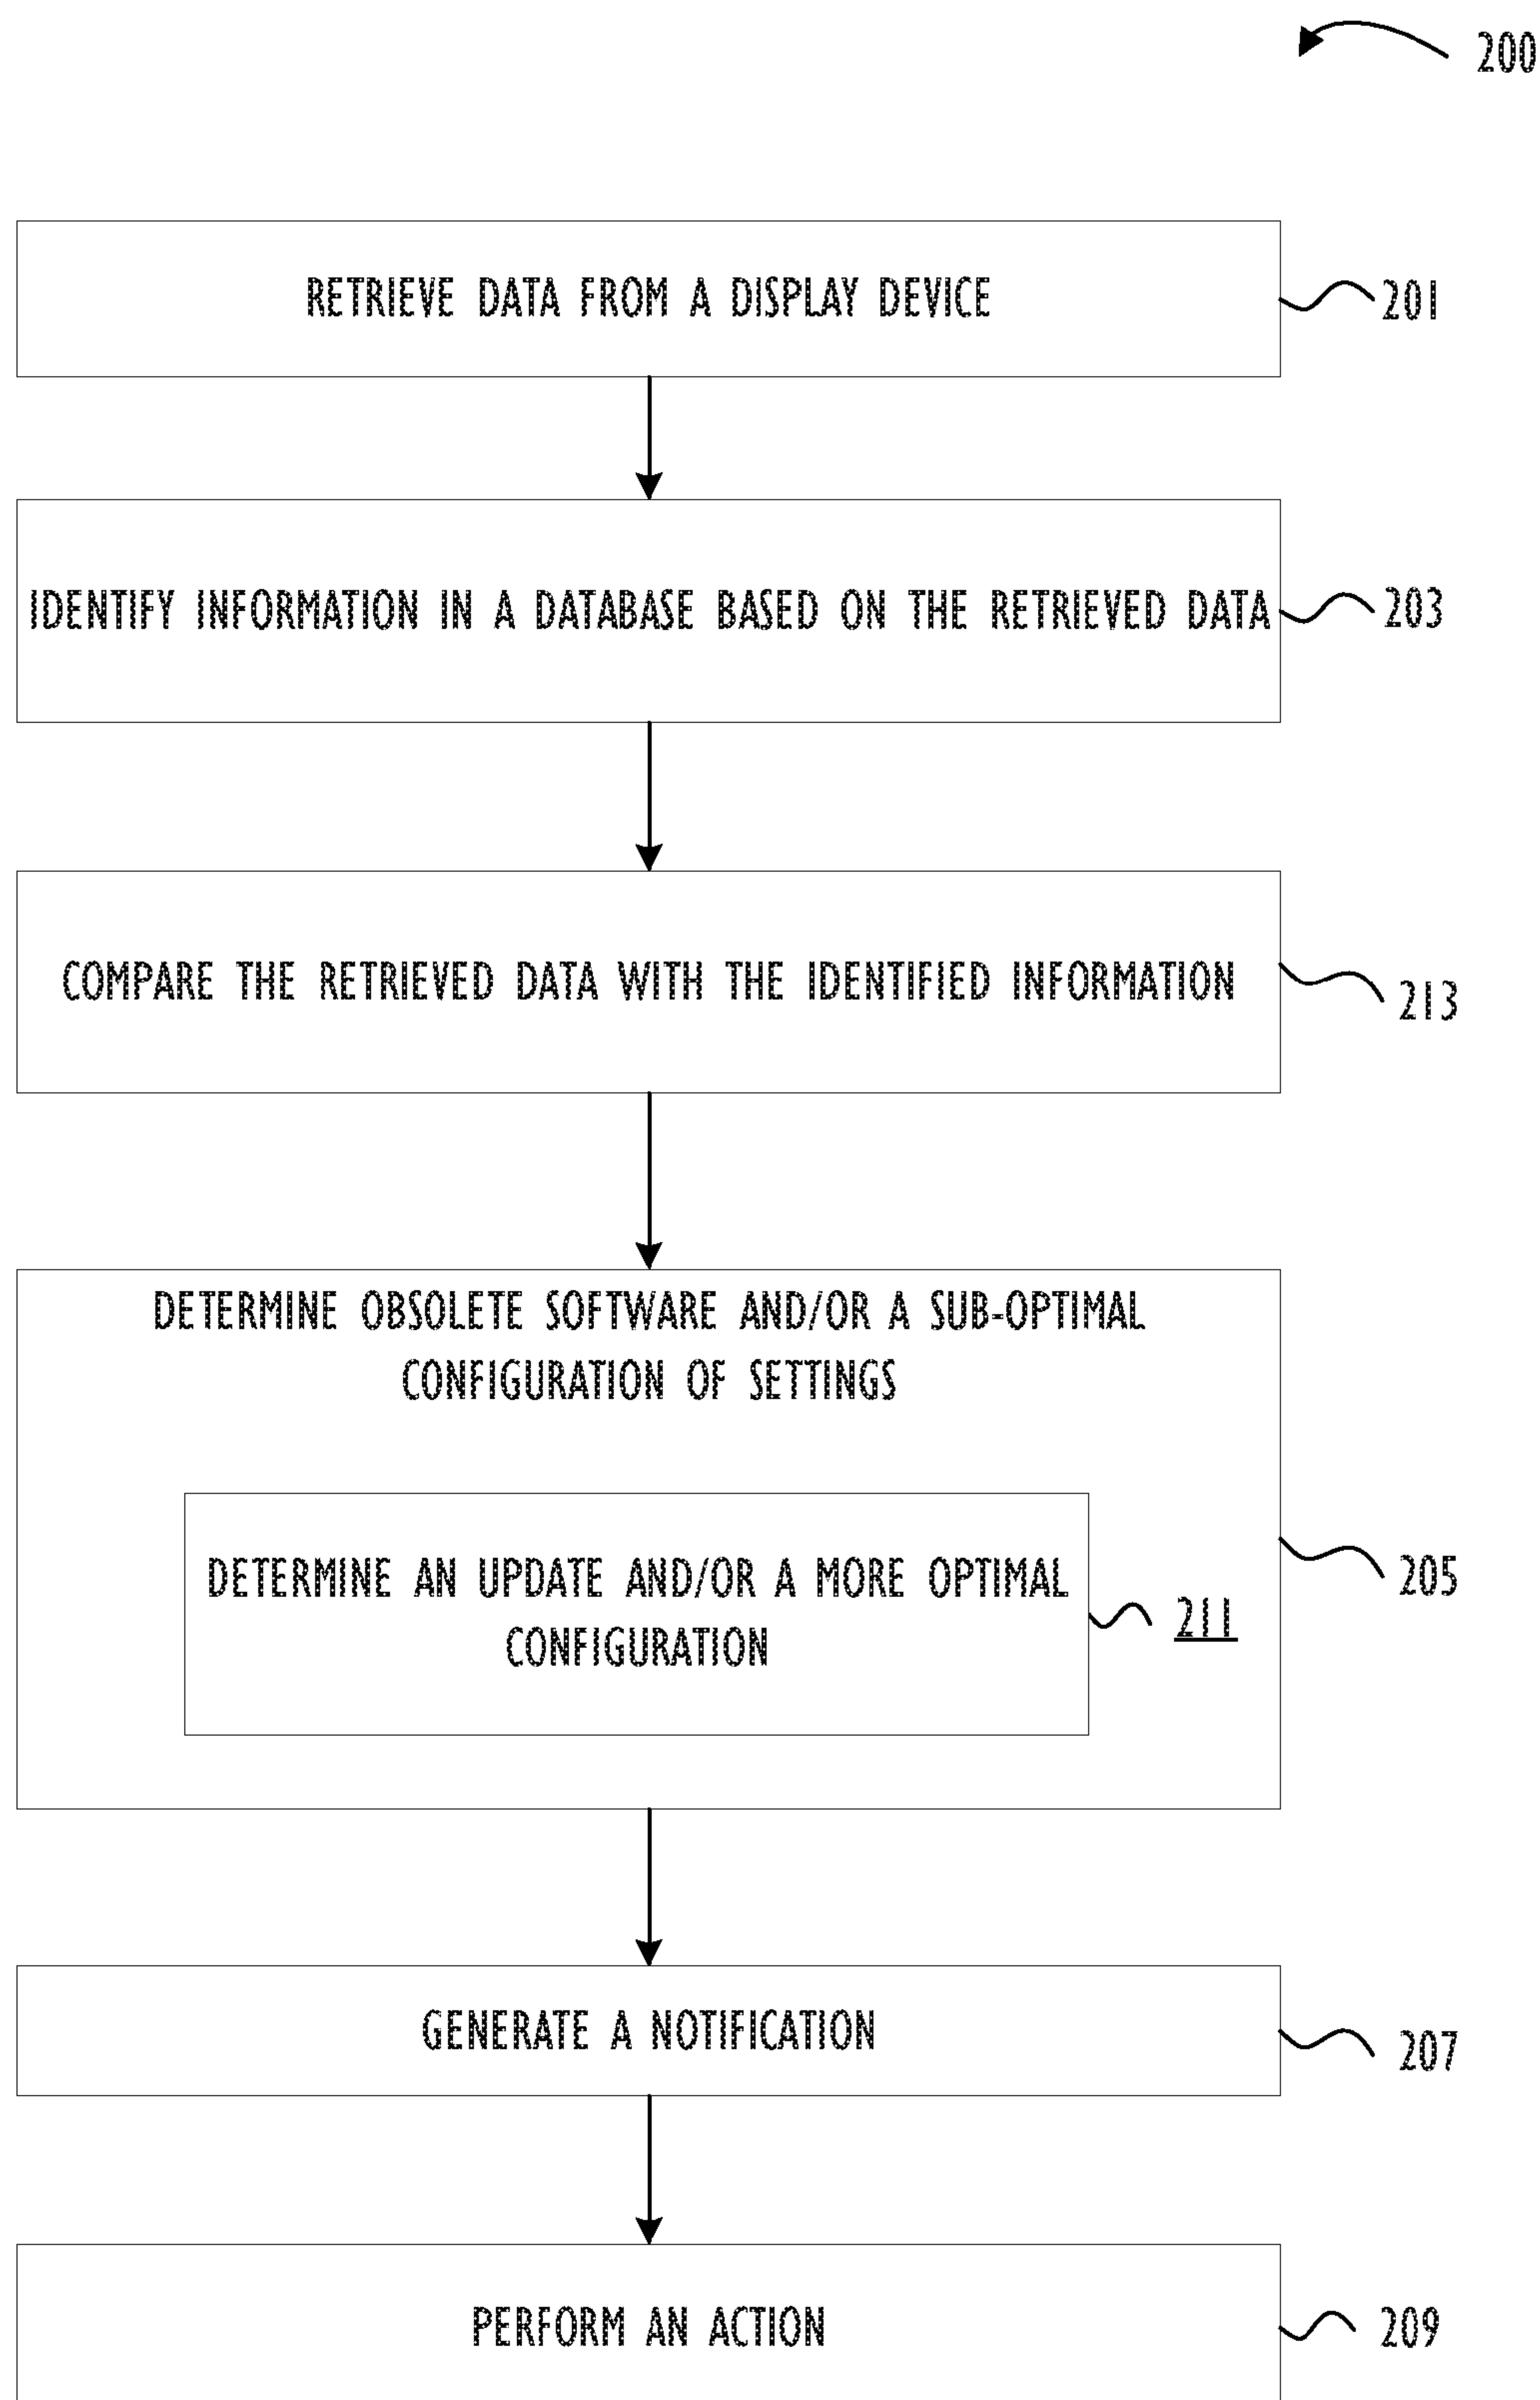 200
RETRIEVE DATA FROM A DISPLAY DEVICE
201
IDENTIFY INFORMATION IN A DATABASE BASED ON THE RETRIEVED DATA
203
COMPARE THE RETRIEVED DATA WITH THE IDENTIFIED INFORMATION
213
DETERMINE OBSOLETE SOFTWARE AND/OR A SUB-OPTIMAL
CONFIGURATION OF SETTINGS
205
DETERMINE AN UPDATE AND/OR A MORE OPTIMAL
CONFIGURATION
211
GENERATE A NOTIFICATION
207
PERFORM AN ACTION
209